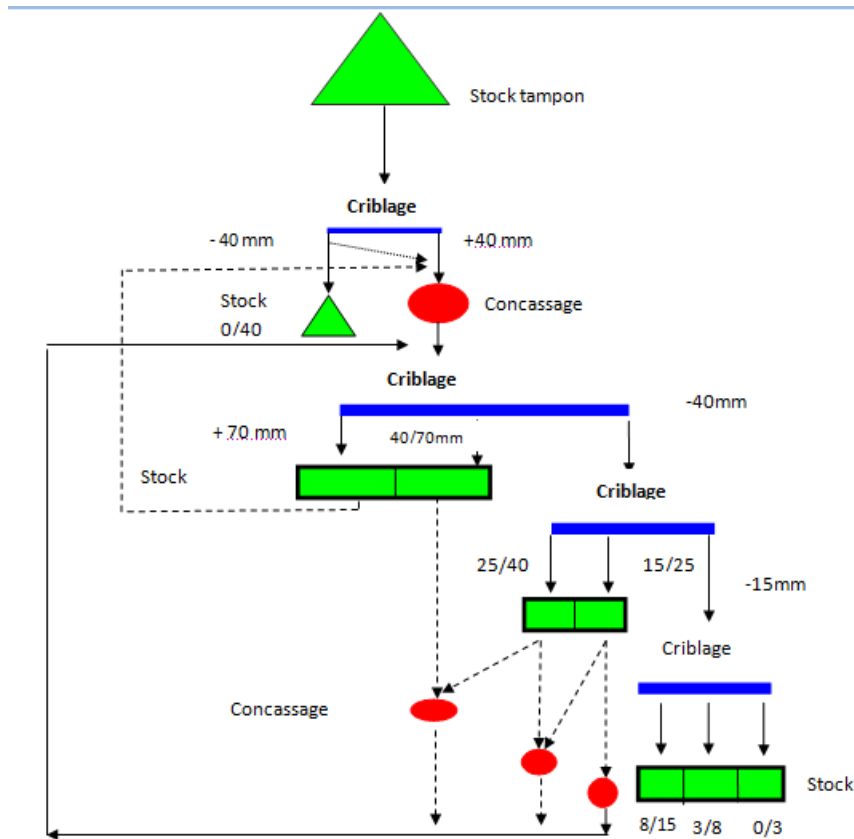 Stock tampon
Criblage
- 40 mm
+40 mm
Stock
0/40
Concassage
Criblage
-40mm
+ 70 mm
40/70mm
Stock
Criblage
25/40
15/25
-15mm
Criblage
Concassage
Stock
8/15
3/8
0/3